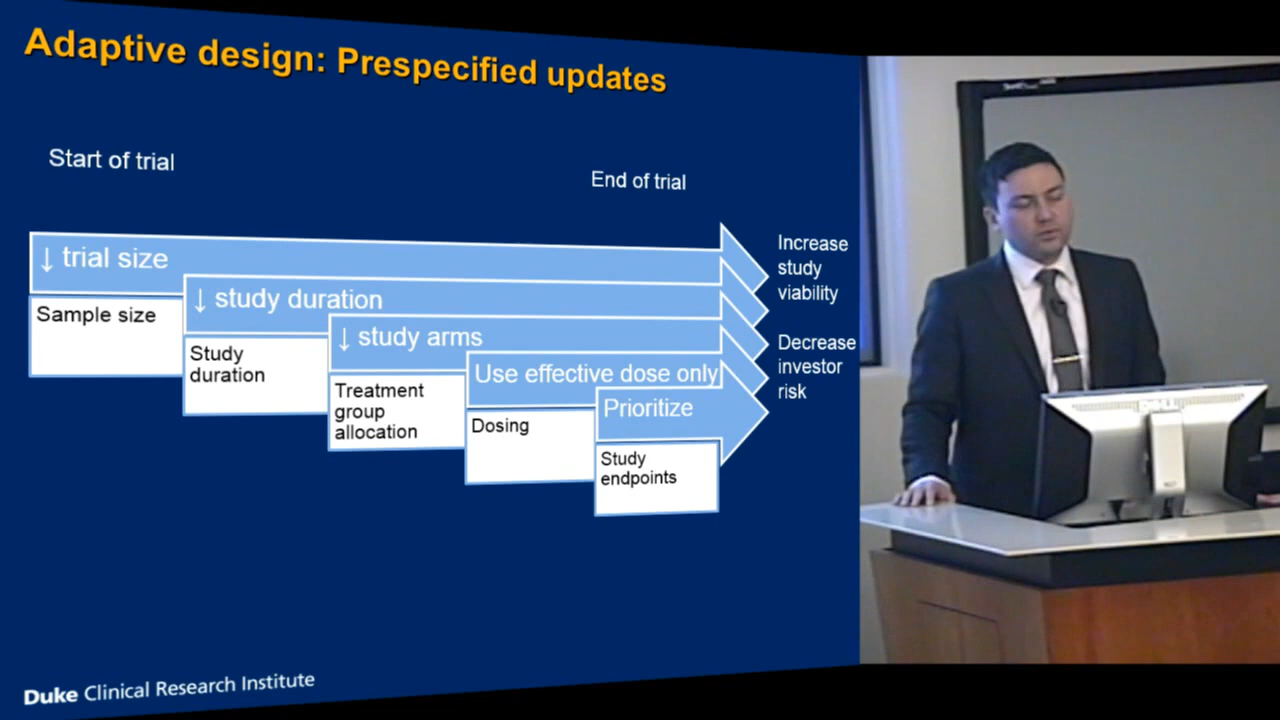 Adaptive design: Prespecified updates
Start of trial
End of trial
↓ trial size
Sample size
↓ study duration
Study
duration
↓ study arms
Treatment
group
allocation
Use effective dose only
Dosing
Prioritize
Study
endpoints
Increase
study
viability
Decrease
investor
risk
Duke Clinical Research Institute
DELL